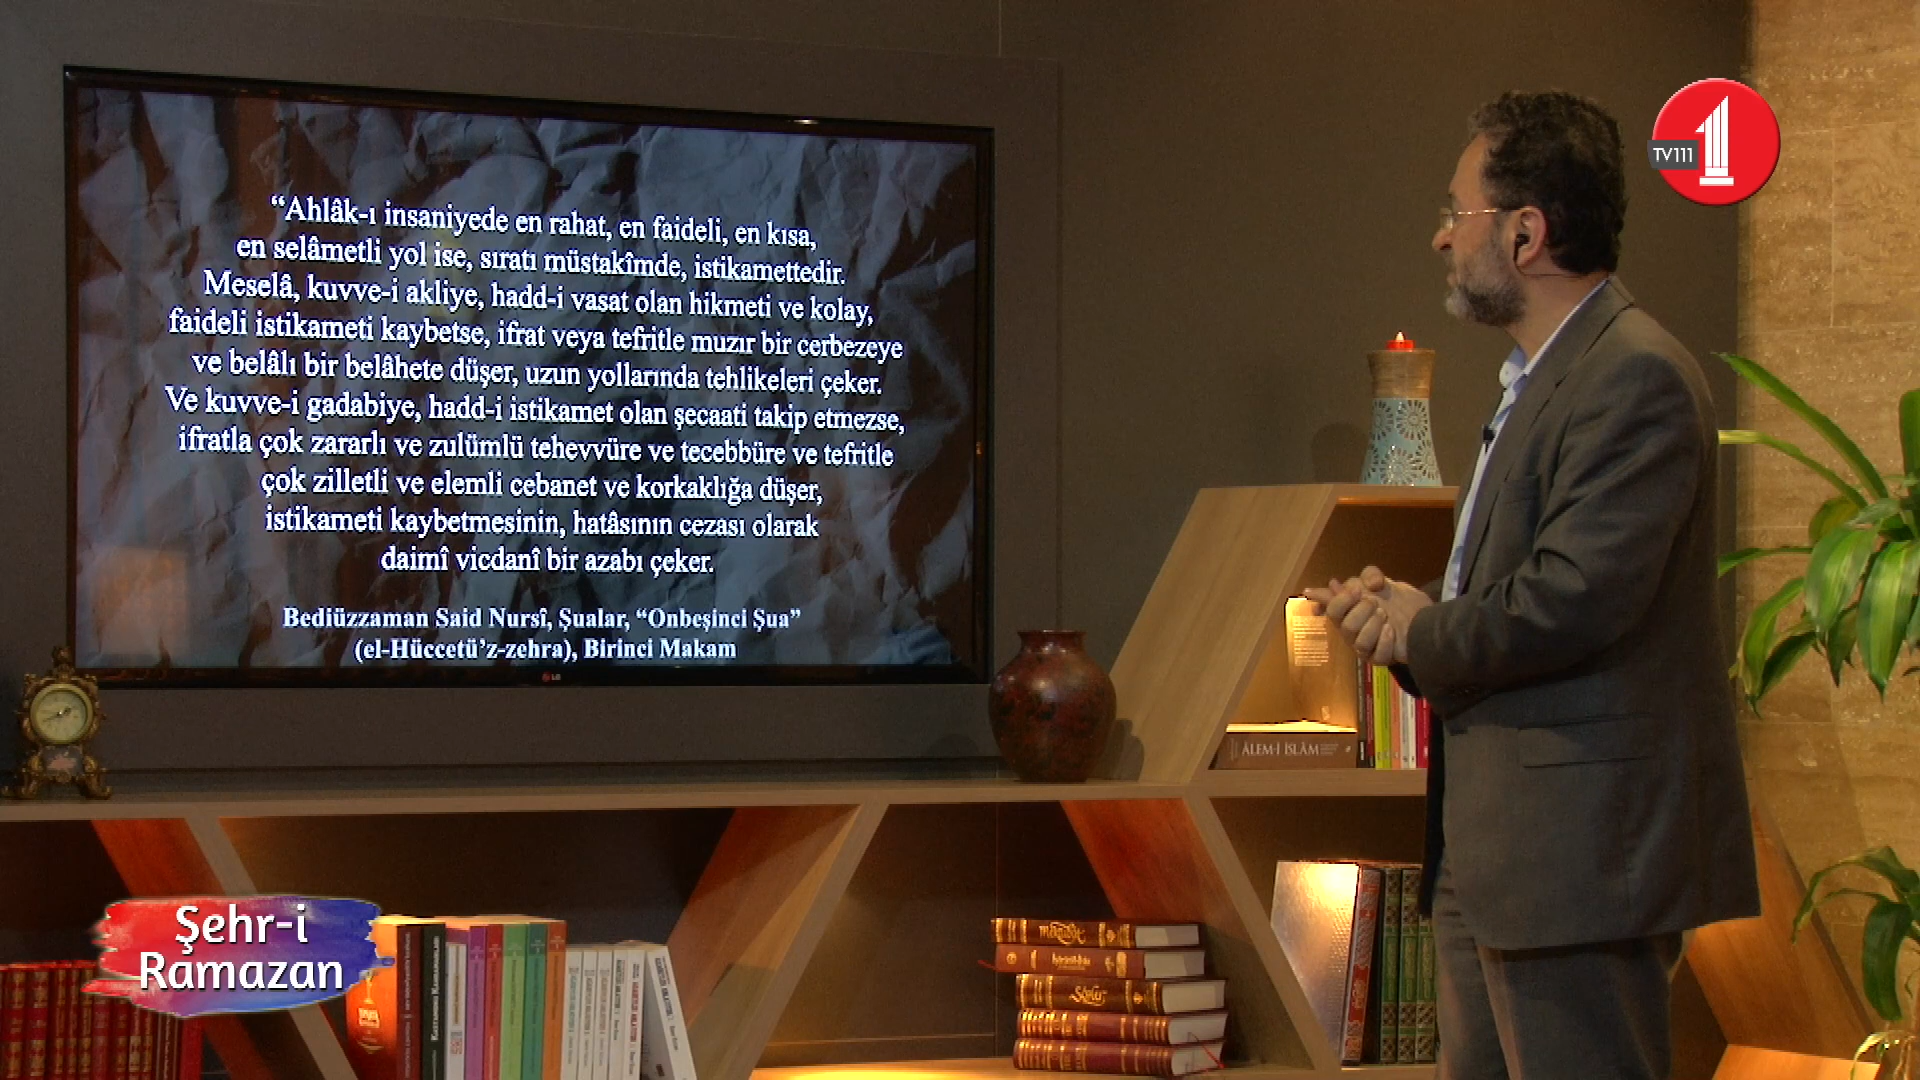 “Ahlâk-ı insaniyede en rahat, en faideli, en kısa,
en selâmetli yol ise, sıratı müstakîmde, istikamettedir.
Meselâ, kuvve-i akliye, hadd-i vasat olan hikmeti ve kolay,
faideli istikameti kaybetse, ifrat veya tefritle muzır bir cerbezeye
ve belâlı bir belâhete düşer, uzun yollarında tehlikeleri çeker.
Ve kuvve-i gadabiye, hadd-i istikamet olan şecaati takip etmezse,
ifratla çok zararlı ve zulümlü tehevvüre ve tecebbüre ve tefritle
çok zilletli ve elemli cebanet ve korkaklığa düşer,
istikameti kaybetmesinin, hatâsının cezası olarak
daimî vicdanî bir azabı çeker.
Bediüzzaman Said Nursî, Şualar, “Onbeşinci Şua”
(el-Hüccetü’z-zehra), Birinci Makam
LG
TV111
1
ÂLEM-İ İSLÂM
Şehr-i
Ramazan
Sözler